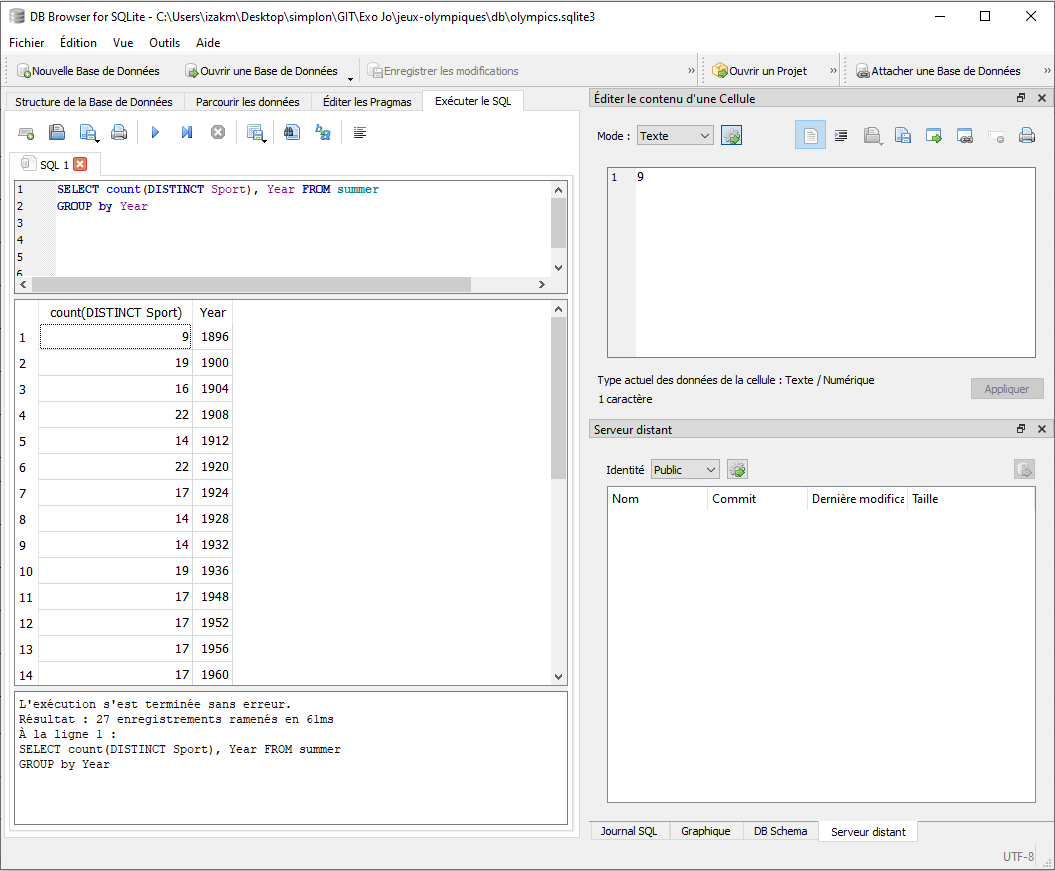 DB Browser for SQLite - C:\Users\izakm\Desktop\simplon\GIT\Exo Jo\jeux-olympiques\db\olympics.sqlite3
Fichier Édition Vue Outils Aide
Nouvelle Base de Données Ouvrir une Base de Données Enregistrer les modifications » Ouvrir un Projet » Attacher une Base de Données »
Structure de la Base de Données Parcourir les données Éditer les Pragmas Exécuter le SQL
SQL 1
1 SELECT count(DISTINCT Sport), Year FROM summer
2 GROUP by Year
3
4
5
6
count(DISTINCT Sport) Year
1 9 1896
2 19 1900
3 16 1904
4 22 1908
5 14 1912
6 22 1920
7 17 1924
8 14 1928
9 14 1932
10 19 1936
11 17 1948
12 17 1952
13 17 1956
14 17 1960
L'exécution s'est terminée sans erreur.
Résultat : 27 enregistrements ramenés en 61ms
À la ligne 1 :
SELECT count(DISTINCT Sport), Year FROM summer
GROUP by Year
Éditer le contenu d'une Cellule
Mode : Texte
1 9
Type actuel des données de la cellule : Texte / Numérique
1 caractère
Appliquer
Serveur distant
Identité Public
Nom Commit Dernière modifica Taille
Journal SQL Graphique DB Schema Serveur distant
UTF-8